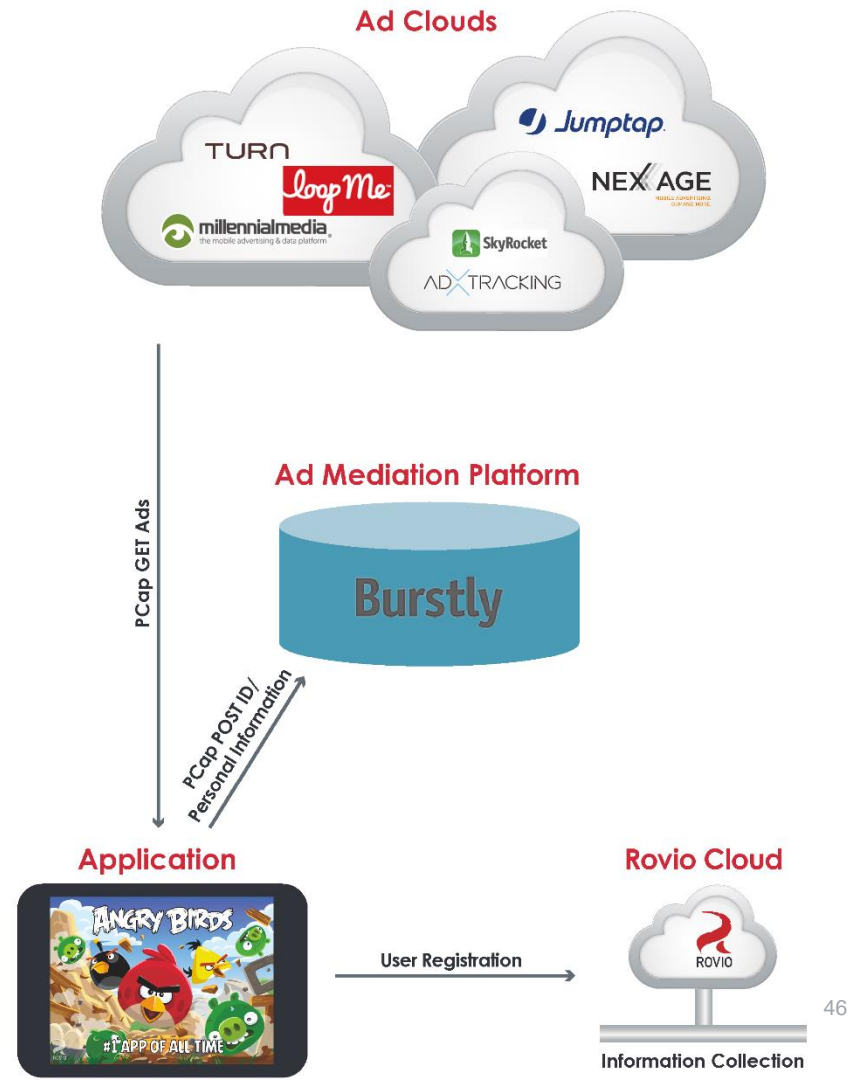 Ad Clouds
TURN
loopMe
millennialmedia
the mobile advertising & data platform
Jumptap.
NEXAGE
MOBILE ADVERTISING.
SkyRocket
ADXTRACKING
Ad Mediation Platform
Burstly
PCap GET Ads
PCap POST ID/
Personal Information
Application
ANGRY BIRDS
#1 APP OF ALL TIME
User Registration
Rovio Cloud
ROVIO
Information Collection
46